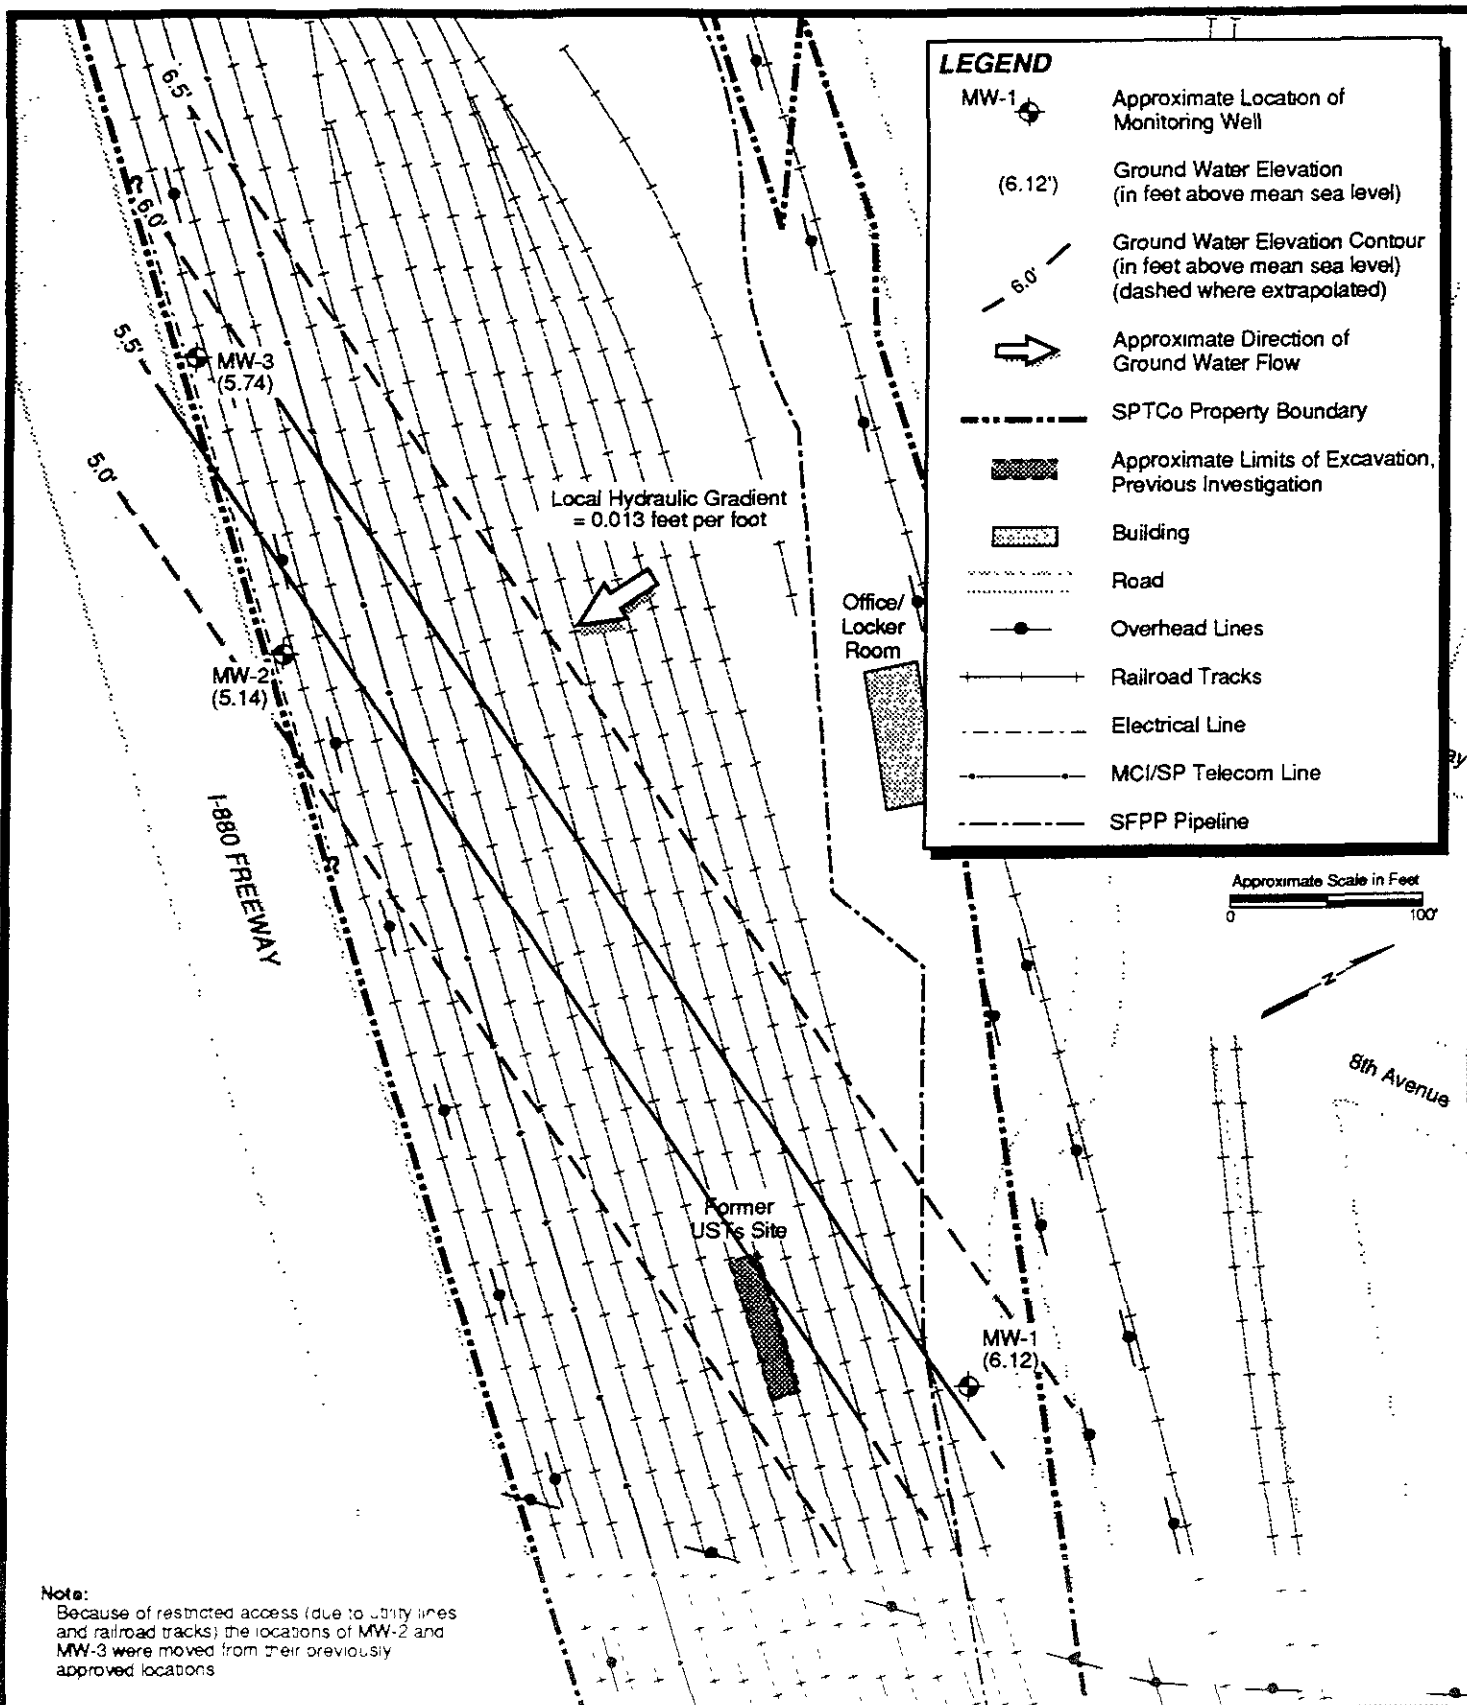 LEGEND
MW-1
Approximate Location of
Monitoring Well
(6.12')
Ground Water Elevation
(in feet above mean sea level)
6.0'
Ground Water Elevation Contour
(in feet above mean sea level)
(dashed where extrapolated)
Approximate Direction of
Ground Water Flow
SPTCo Property Boundary
Approximate Limits of Excavation,
Previous Investigation
Building
Road
Overhead Lines
Railroad Tracks
Electrical Line
MCI/SP Telecom Line
SFPP Pipeline
Approximate Scale in Feet
0 100'
N
8th Avenue
6.5'
6.0'
5.5'
5.0'
MW-3
(5.74)
Local Hydraulic Gradient
= 0.013 feet per foot
Office/
Locker
Room
MW-2
(5.14)
I-880 FREEWAY
Former
USTs Site
MW-1
(6.12)
Note:
Because of restricted access (due to utility lines
and railroad tracks) the locations of MW-2 and
MW-3 were moved from their previously
approved locations